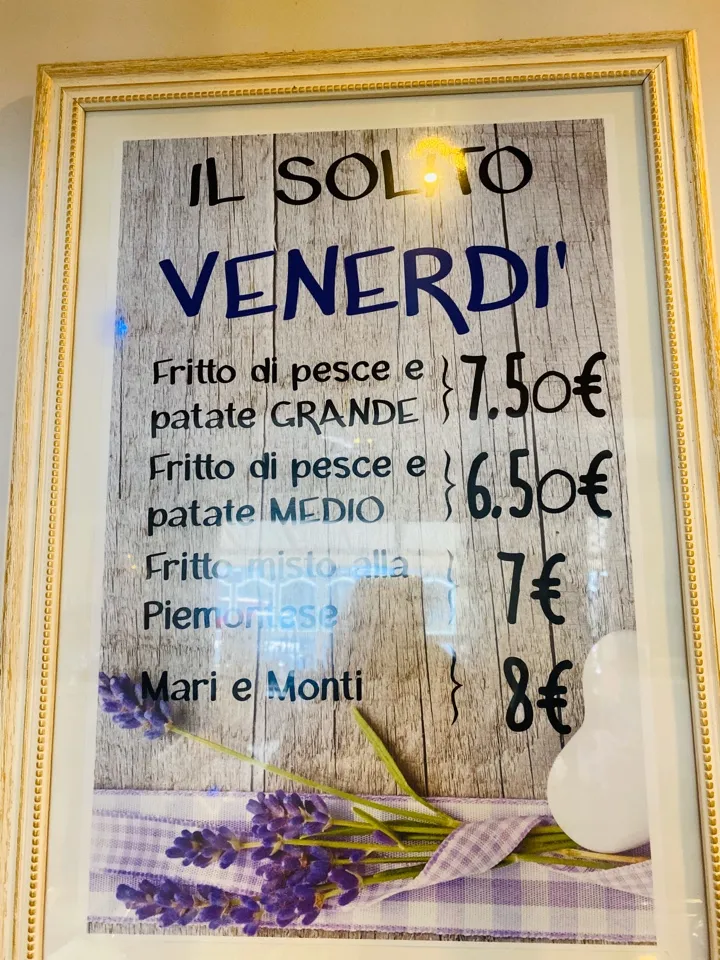 IL SOLITO
VENERDI'
Fritto di pesce e
patate GRANDE } 7.50€
Fritto di pesce e
patate MEDIO } 6.50€
Fritto misto alla
Piemontese } 7€
Mari e Monti } 8€